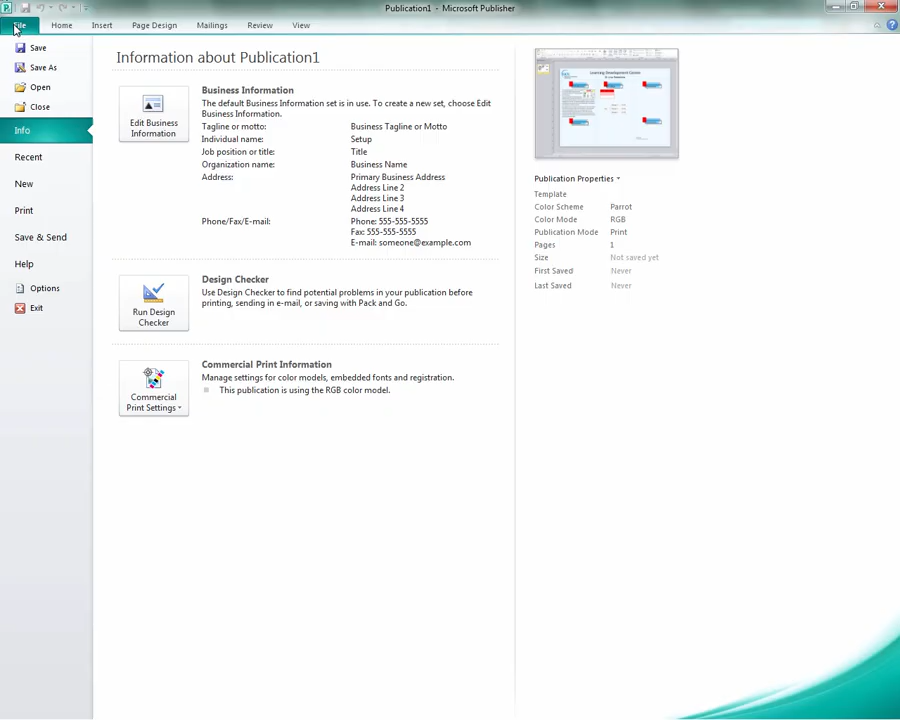 Publication1 - Microsoft Publisher
File Home Insert Page Design Mailings Review View
Save
Save As
Open
Close
Info
Recent
New
Print
Save & Send
Help
Options
Exit
Information about Publication1
Edit Business
Information
Business Information
The default Business Information set is in use. To create a new set, choose Edit
Business Information.
Tagline or motto: Business Tagline or Motto
Individual name: Setup
Job position or title: Title
Organization name: Business Name
Address: Primary Business Address
Address Line 2
Address Line 3
Address Line 4
Phone/Fax/E-mail: Phone: 555-555-5555
Fax: 555-555-5555
E-mail: someone@example.com
Run Design
Checker
Design Checker
Use Design Checker to find potential problems in your publication before
printing, sending in e-mail, or saving with Pack and Go.
Commercial
Print Settings
Commercial Print Information
Manage settings for color models, embedded fonts and registration.
This publication is using the RGB color model.
Learning Development Center
Publication Properties
Template
Color Scheme Parrot
Color Mode RGB
Publication Mode Print
Pages 1
Size Not saved yet
First Saved Never
Last Saved Never